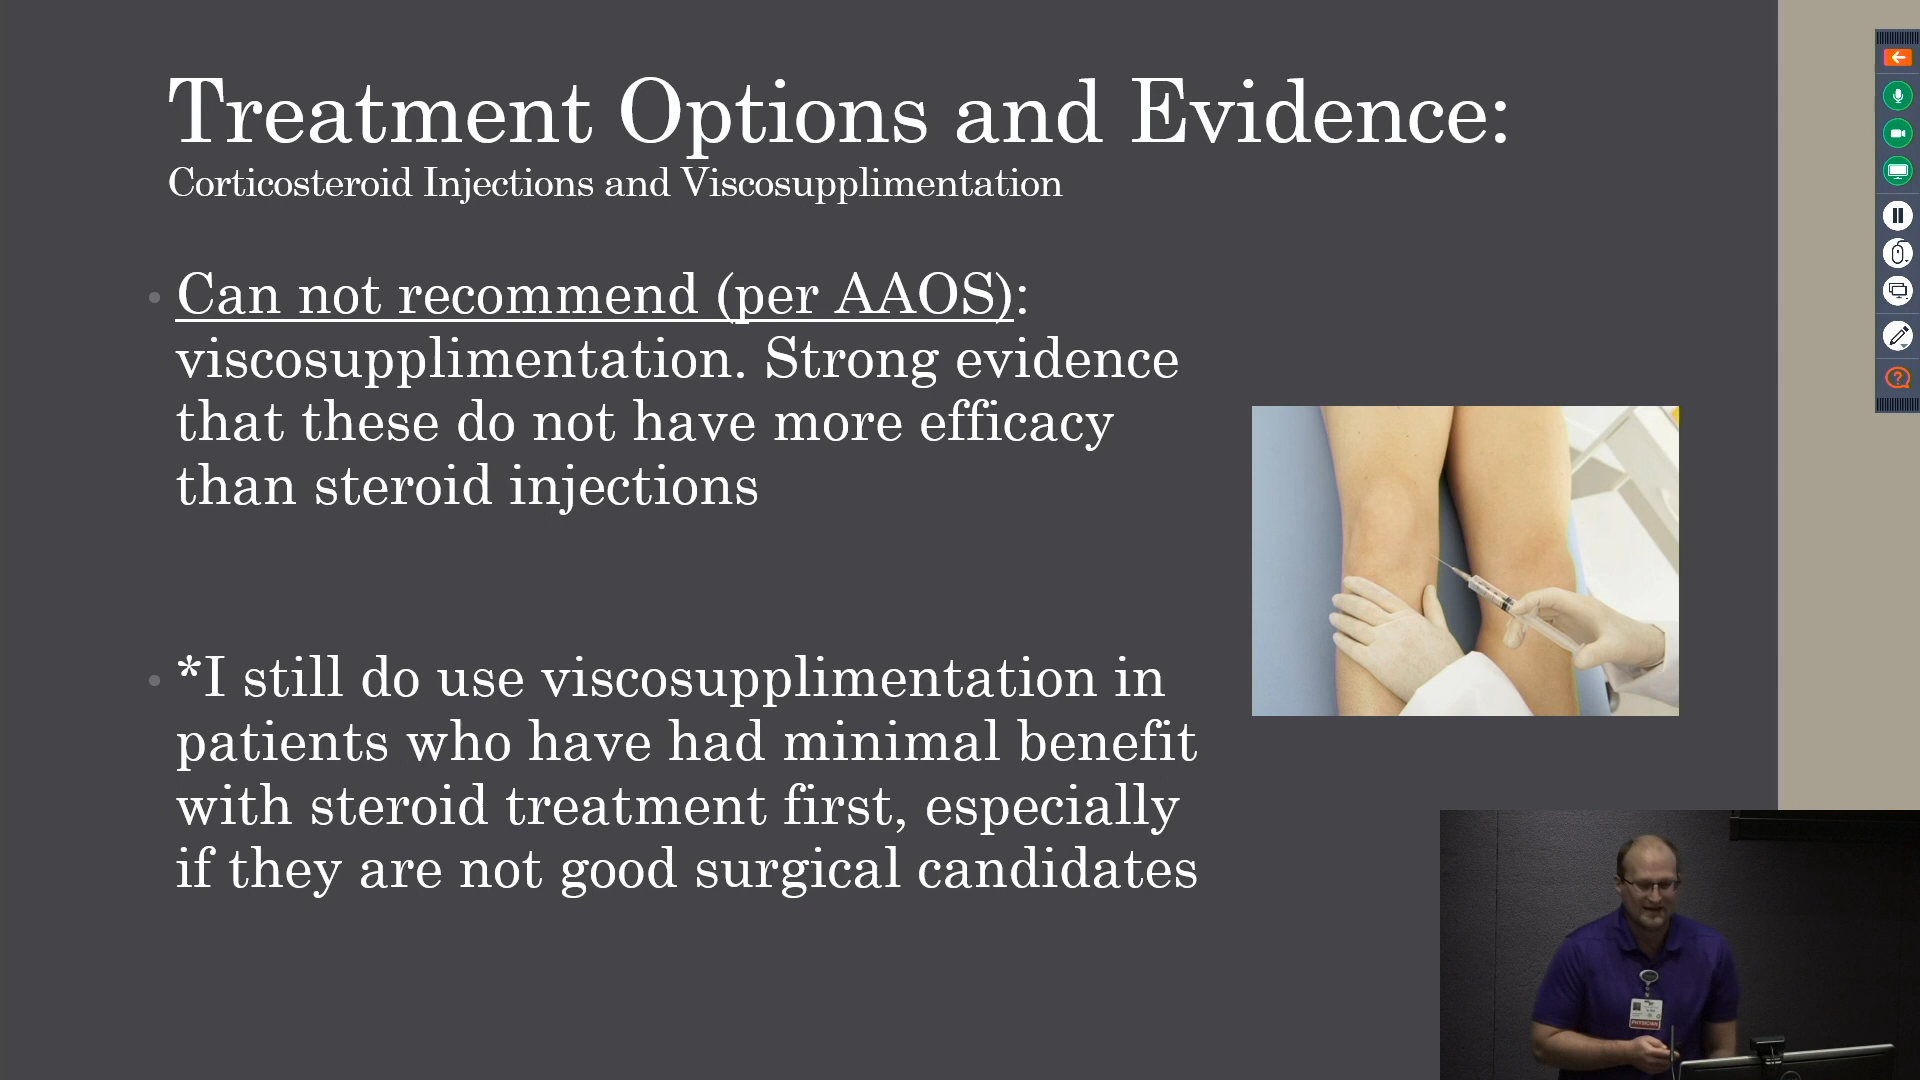 Treatment Options and Evidence:
Corticosteroid Injections and Viscosupplimentation
Can not recommend (per AAOS):
viscosupplimentation. Strong evidence
that these do not have more efficacy
than steroid injections
*I still do use viscosupplimentation in
patients who have had minimal benefit
with steroid treatment first, especially
if they are not good surgical candidates
PHYSICIAN